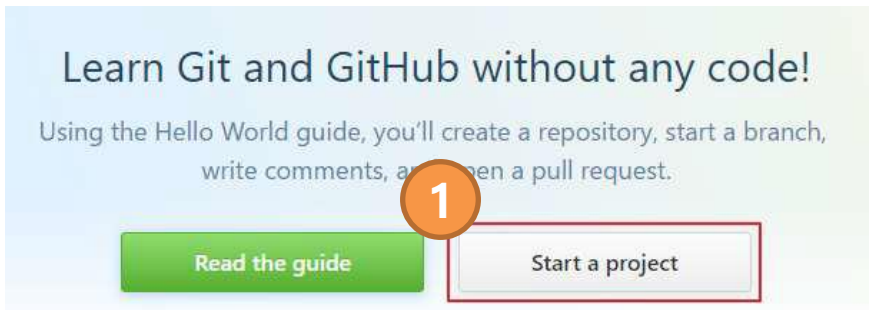 Learn Git and GitHub without any code!
Using the Hello World guide, you'll create a repository, start a branch,
write comments, a pen a pull request.
1
Read the guide
Start a project